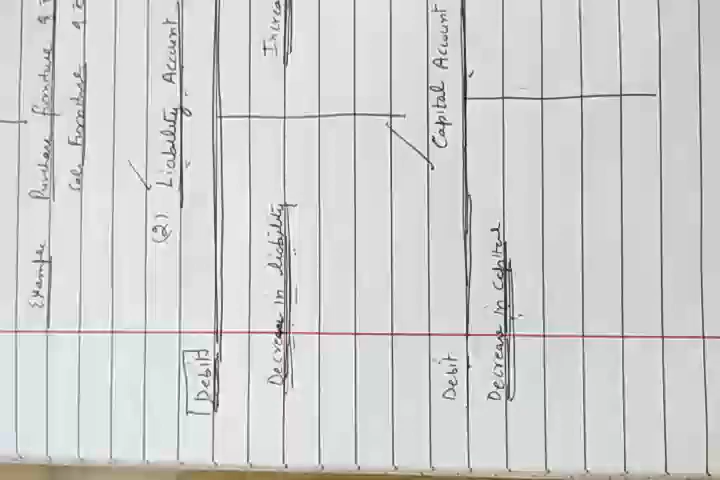 Example Purchase furniture
Sale Furniture
(2) Liability Account
Debit
Decrease in liability Increa
Capital Account
Debit
Decrease in Capital